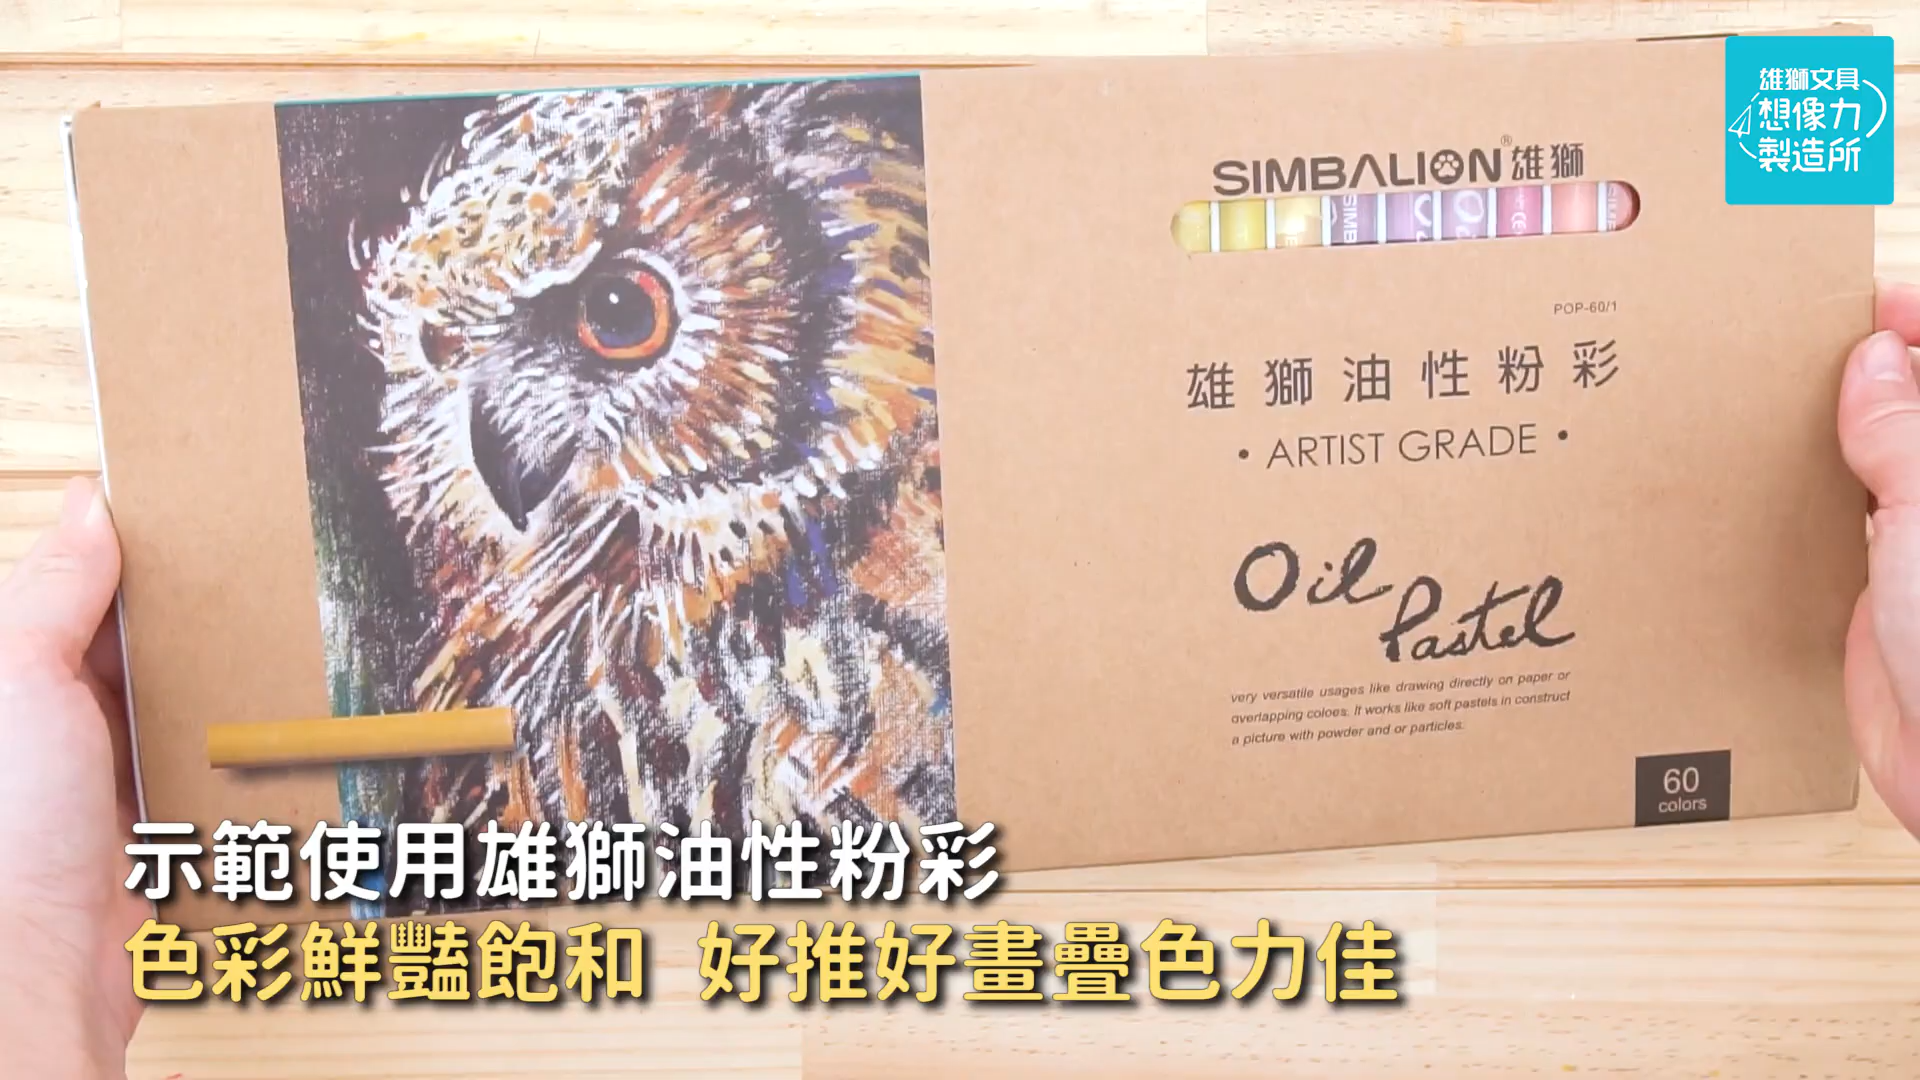 雄獅文具
想像力
製造所
SIMBALION® 雄獅
SIMB
POP-60/1
雄獅油性粉彩
• ARTIST GRADE •
Oil
Pastel
very versatile usages like drawing directly on paper or
overlapping coloes. It works like soft pastels in construct
a picture with powder and or particles.
60
colors
示範使用雄獅油性粉彩
色彩鮮豔飽和 好推好畫疊色力佳